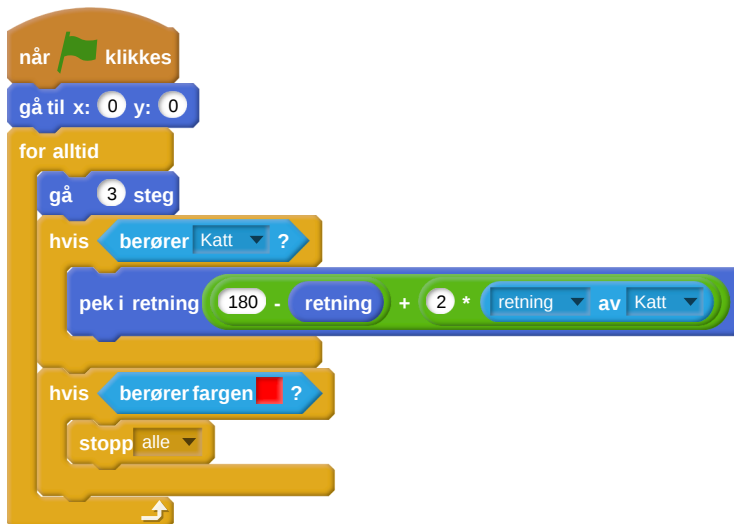 når klikkes
gå til x: 0 y: 0
for alltid
gå 3 steg
hvis berører Katt ?
pek i retning 180 - retning + 2 * retning av Katt
hvis berører fargen ?
stopp alle